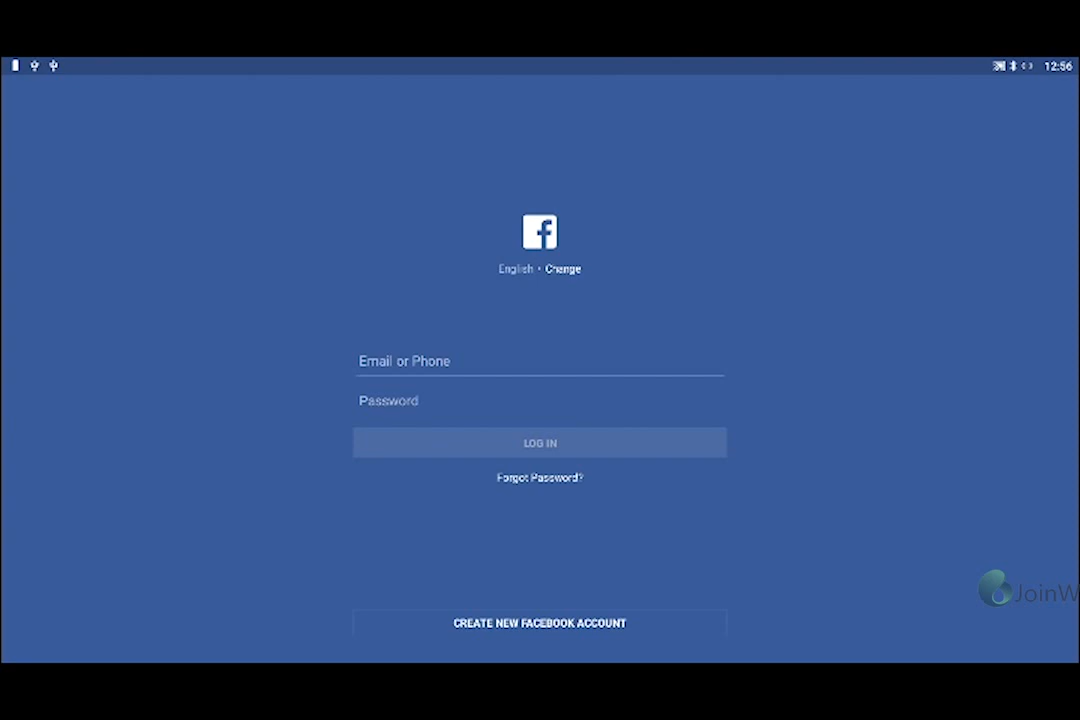 12:56
English • Change
Email or Phone
Password
LOG IN
Forgot Password?
JoinW
CREATE NEW FACEBOOK ACCOUNT